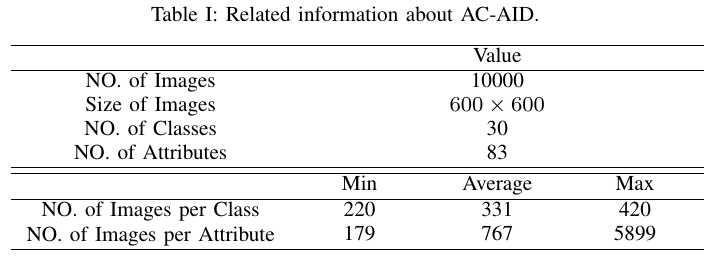 Table I: Related information about AC-AID.
Value
NO. of Images 10000
Size of Images 600 × 600
NO. of Classes 30
NO. of Attributes 83
Min Average Max
NO. of Images per Class 220 331 420
NO. of Images per Attribute 179 767 5899